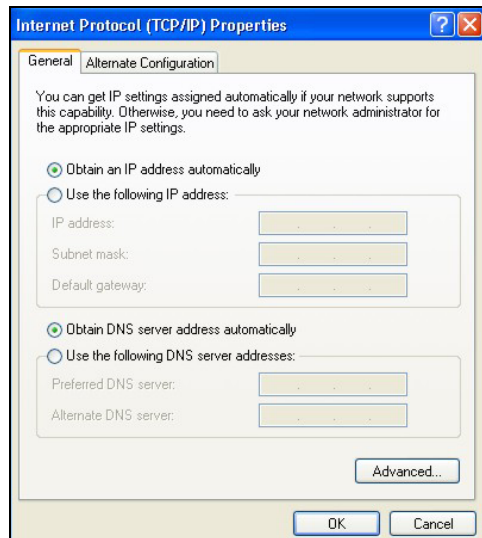 Internet Protocol (TCP/IP) Properties
General
Alternate Configuration
You can get IP settings assigned automatically if your network supports
this capability. Otherwise, you need to ask your network administrator for
the appropriate IP settings.
Obtain an IP address automatically
Use the following IP address:
IP address:
Subnet mask:
Default gateway:
Obtain DNS server address automatically
Use the following DNS server addresses:
Preferred DNS server:
Alternate DNS server:
Advanced...
OK
Cancel